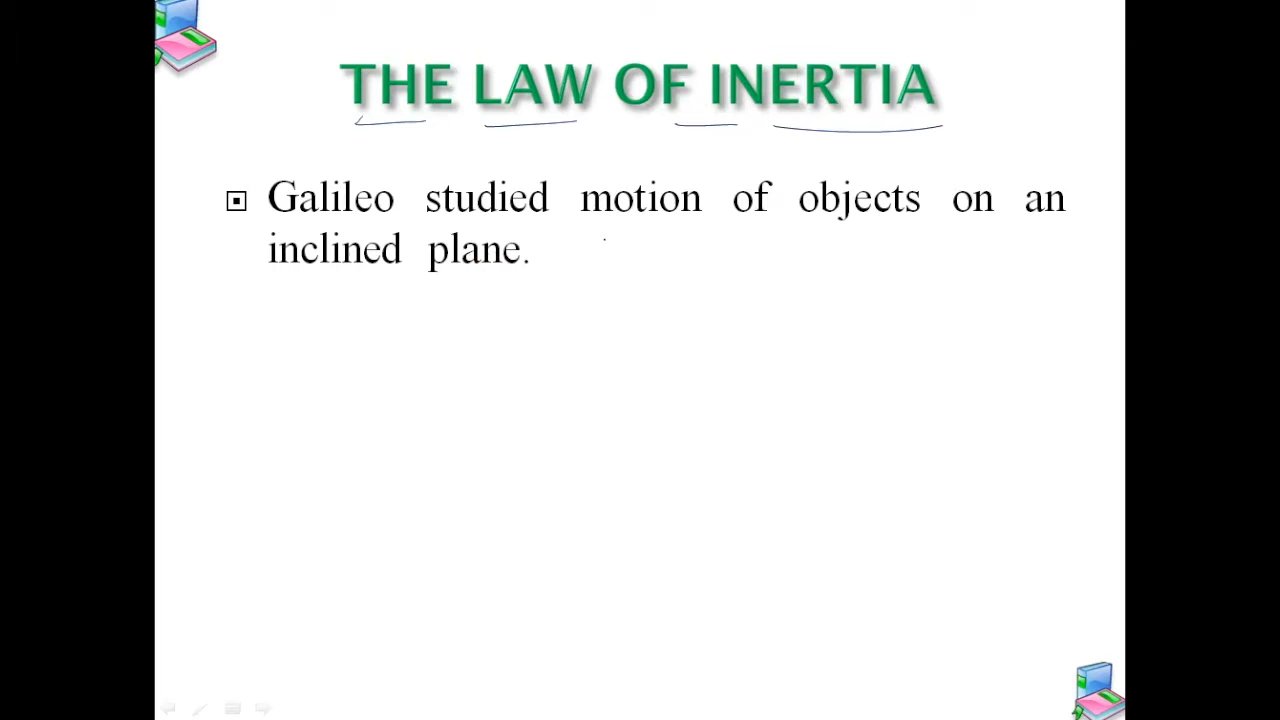 THE LAW OF INERTIA
Galileo studied motion of objects on an
inclined plane.